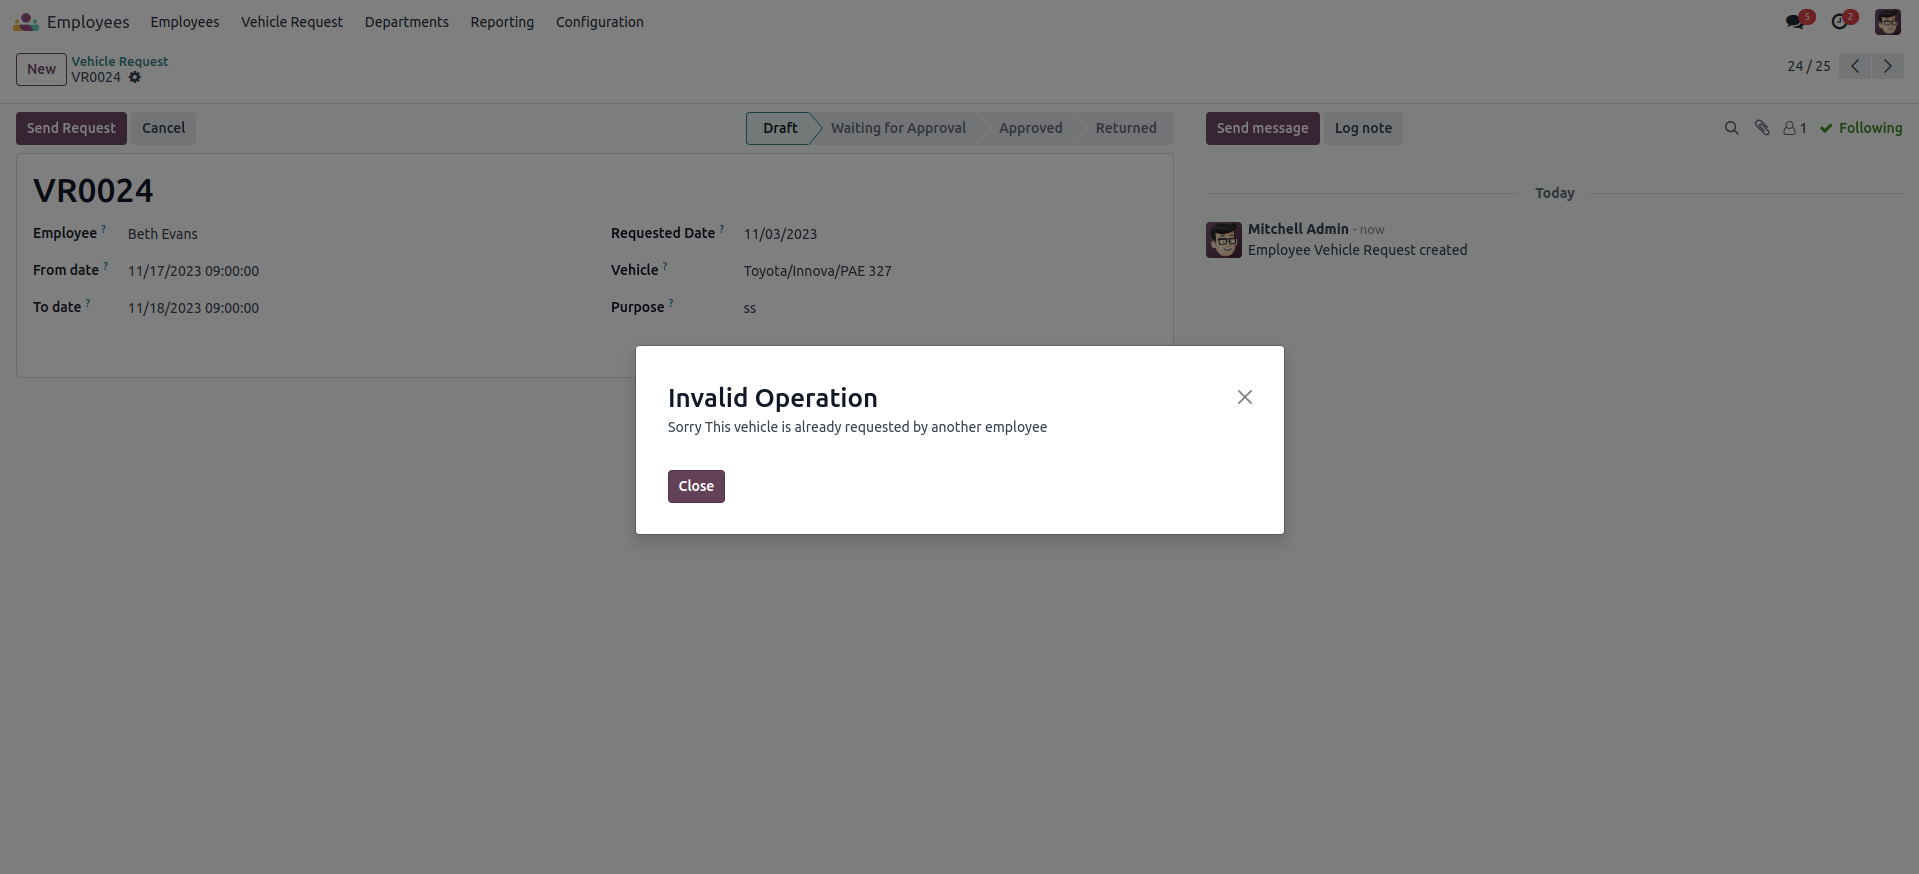 Employees Employees Vehicle Request Departments Reporting Configuration 5 2
New Vehicle Request 24 / 25
VR0024
Send Request Cancel Draft Waiting for Approval Approved Returned Send message Log note 1 Following
VR0024
Today
Employee ? Beth Evans Requested Date ? 11/03/2023
Mitchell Admin - now
Employee Vehicle Request created
From date ? 11/17/2023 09:00:00 Vehicle ? Toyota/Innova/PAE 327
To date ? 11/18/2023 09:00:00 Purpose ? ss
Invalid Operation
Sorry This vehicle is already requested by another employee
Close